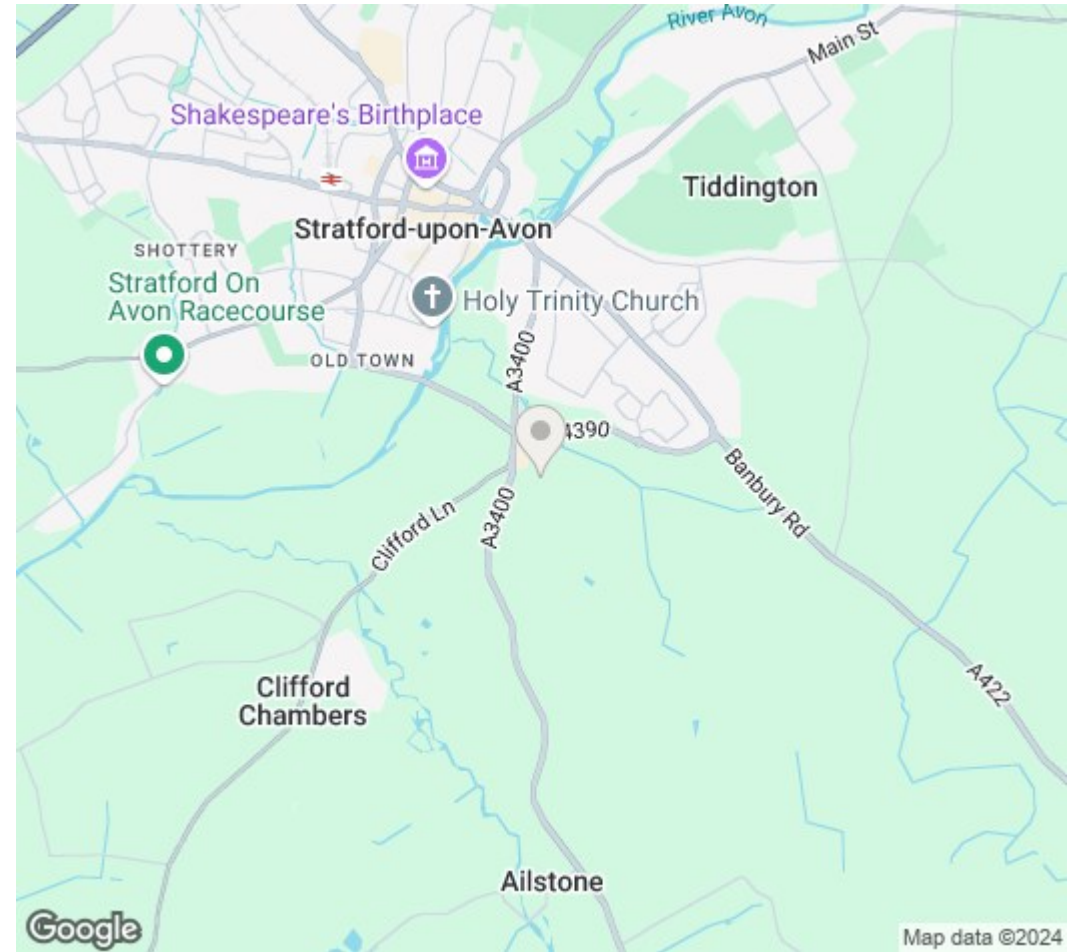 River Avon
Main St
Shakespeare's Birthplace
Tiddington
Stratford-upon-Avon
SHOTTERY
Stratford On
Avon Racecourse
Holy Trinity Church
OLD TOWN
A3400
4390
Banbury Rd
Clifford Ln
A3400
Clifford
Chambers
A422
Ailstone
Google
Map data ©2024